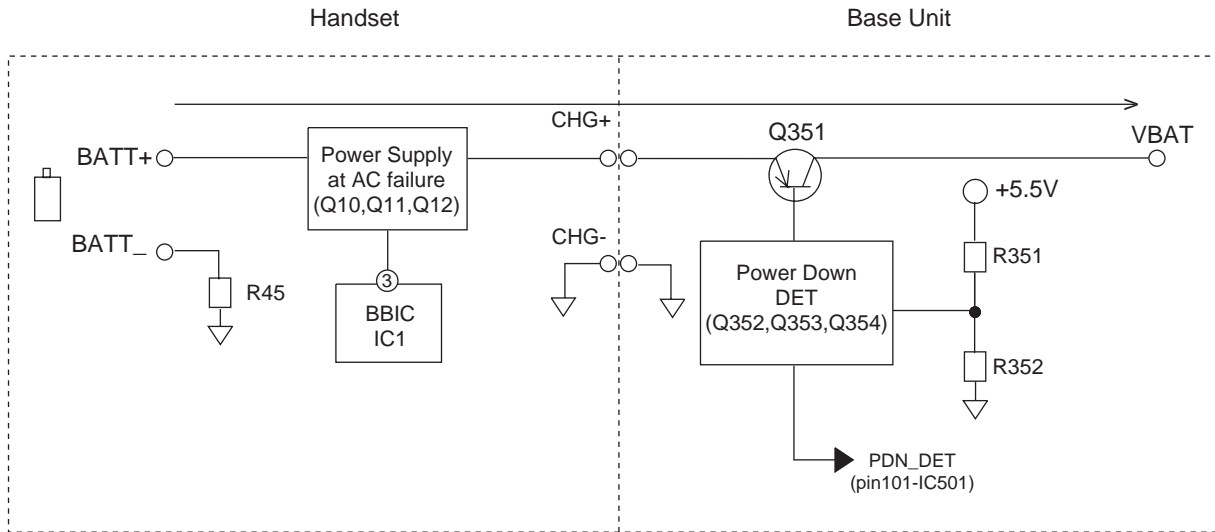 Handset
Base Unit
CHG+
Q351
VBAT
BATT+
Power Supply
at AC failure
(Q10,Q11,Q12)
+5.5V
BATT_
CHG-
R351
R45
3
BBIC
IC1
Power Down
DET
(Q352,Q353,Q354)
R352
PDN_DET
(pin101-IC501)